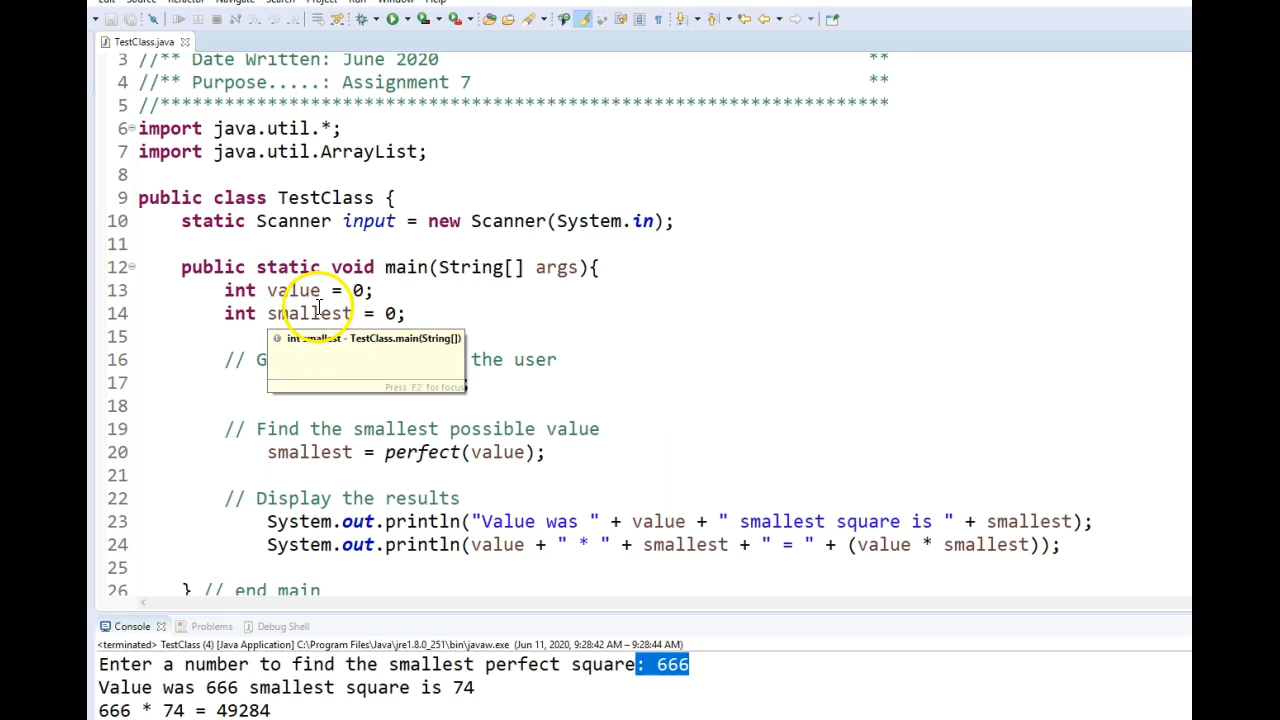 TestClass.java
3 //** Date Written: June 2020 **
4 //** Purpose.....: Assignment 7 **
5 //********************************************************************
6 import java.util.*;
7 import java.util.ArrayList;
8
9 public class TestClass {
10 static Scanner input = new Scanner(System.in);
11
12 public static void main(String[] args){
13 int value = 0;
14 int smallest = 0;
15
int smallest - TestClass.main(String[])
16 // G the user
Press 'F2' for focus
17 ;
18
19 // Find the smallest possible value
20 smallest = perfect(value);
21
22 // Display the results
23 System.out.println("Value was " + value + " smallest square is " + smallest);
24 System.out.println(value + " * " + smallest + " = " + (value * smallest));
25
26 } // end main
Console Problems Debug Shell
<terminated> TestClass (4) [Java Application] C:\Program Files\Java\jre1.8.0_251\bin\javaw.exe (Jun 11, 2020, 9:28:42 AM – 9:28:44 AM)
Enter a number to find the smallest perfect square: 666
Value was 666 smallest square is 74
666 * 74 = 49284